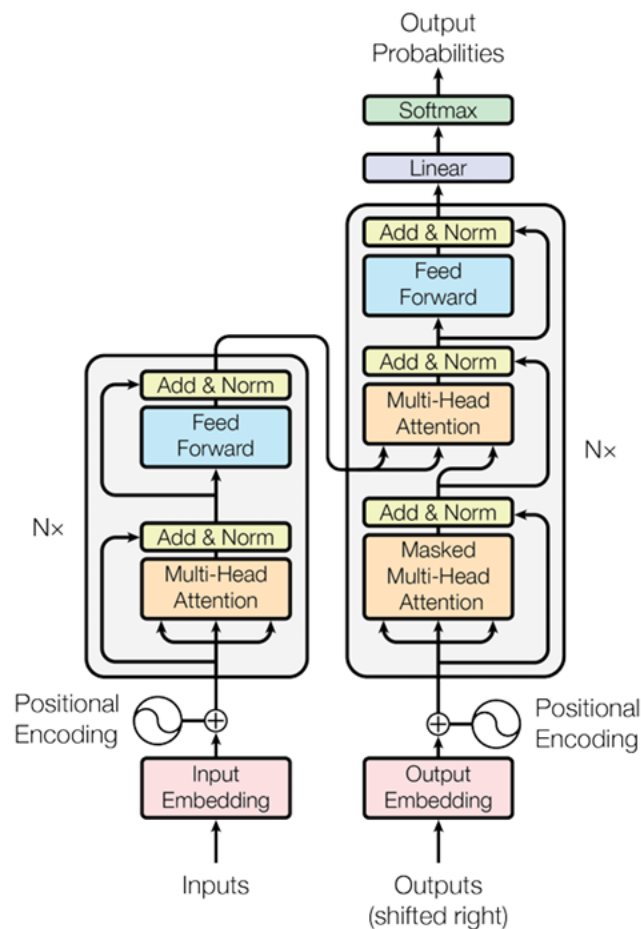 Output
Probabilities
Softmax
Linear
Add & Norm
Feed
Forward
Add & Norm
Multi-Head
Attention
Add & Norm
Masked
Multi-Head
Attention
Nx
Positional
Encoding
Output
Embedding
Outputs
(shifted right)
Add & Norm
Feed
Forward
Add & Norm
Multi-Head
Attention
Nx
Positional
Encoding
Input
Embedding
Inputs